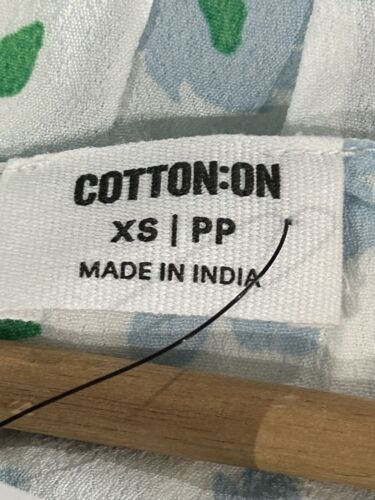 COTTON:ON
XS | PP
MADE IN INDIA